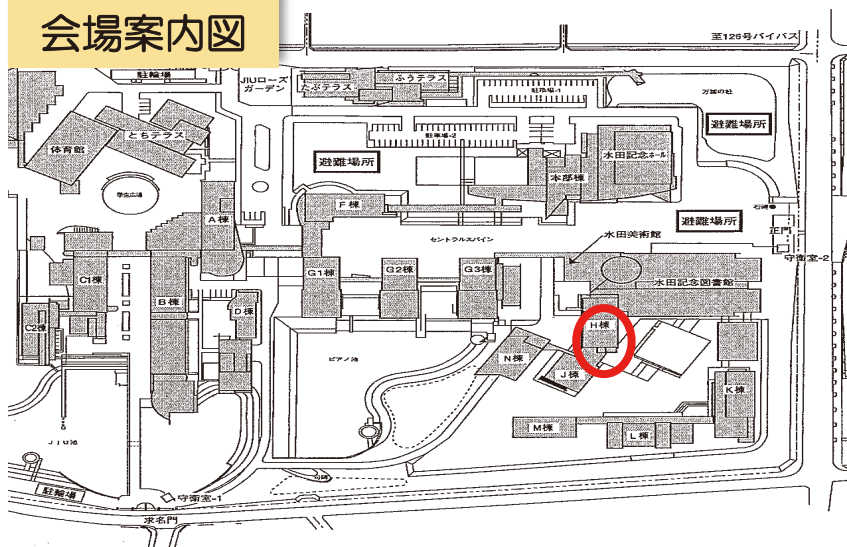 会場案内図
至126号バイパス
駐輪場
JIUローズ
ガーデン
たぶテラス
ふうテラス
駐車場-1
万葉の杜
避難場所
とちテラス
体育館
駐車場-2
避難場所
水田記念ホール
本部棟
学生広場
A棟
F棟
避難場所
石碑
正門
セントラルスパイン
水田美術館
守衛室-2
C1棟
G1棟
G2棟
G3棟
水田記念図書館
B棟
D棟
C2棟
H棟
N棟
ピアノ池
J棟
K棟
M棟
L棟
JIU池
駐輪場
守衛室-1
求名門